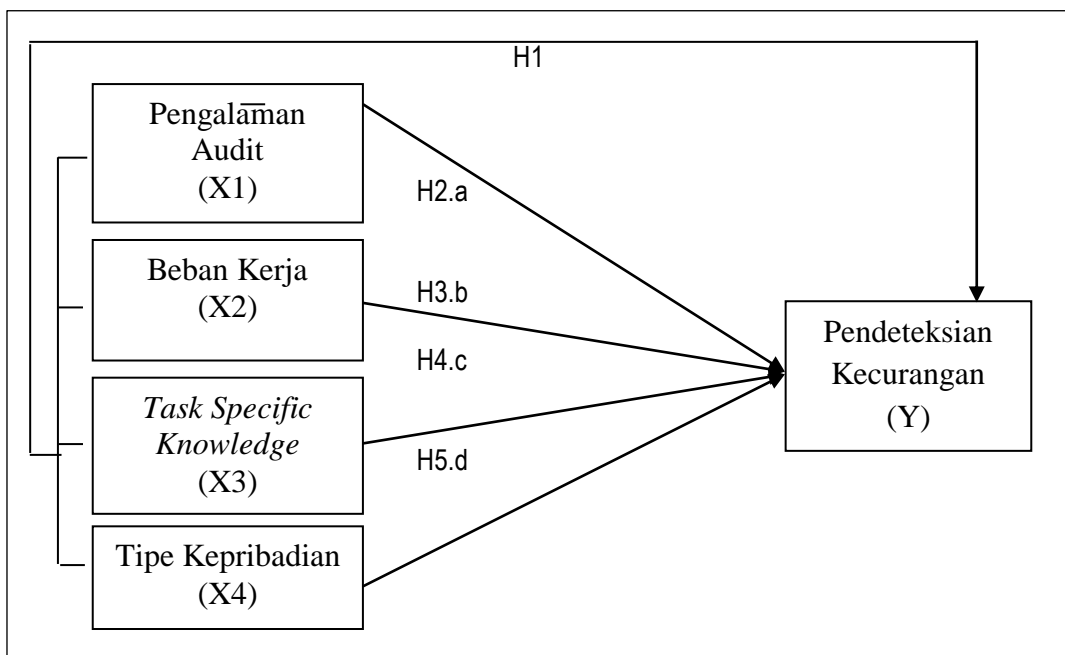 H1
Pengalaman
Audit
(X1)
H2.a
Beban Kerja
(X2)
H3.b
H4.c
Task Specific
Knowledge
(X3)
H5.d
Tipe Kepribadian
(X4)
Pendeteksian
Kecurangan
(Y)